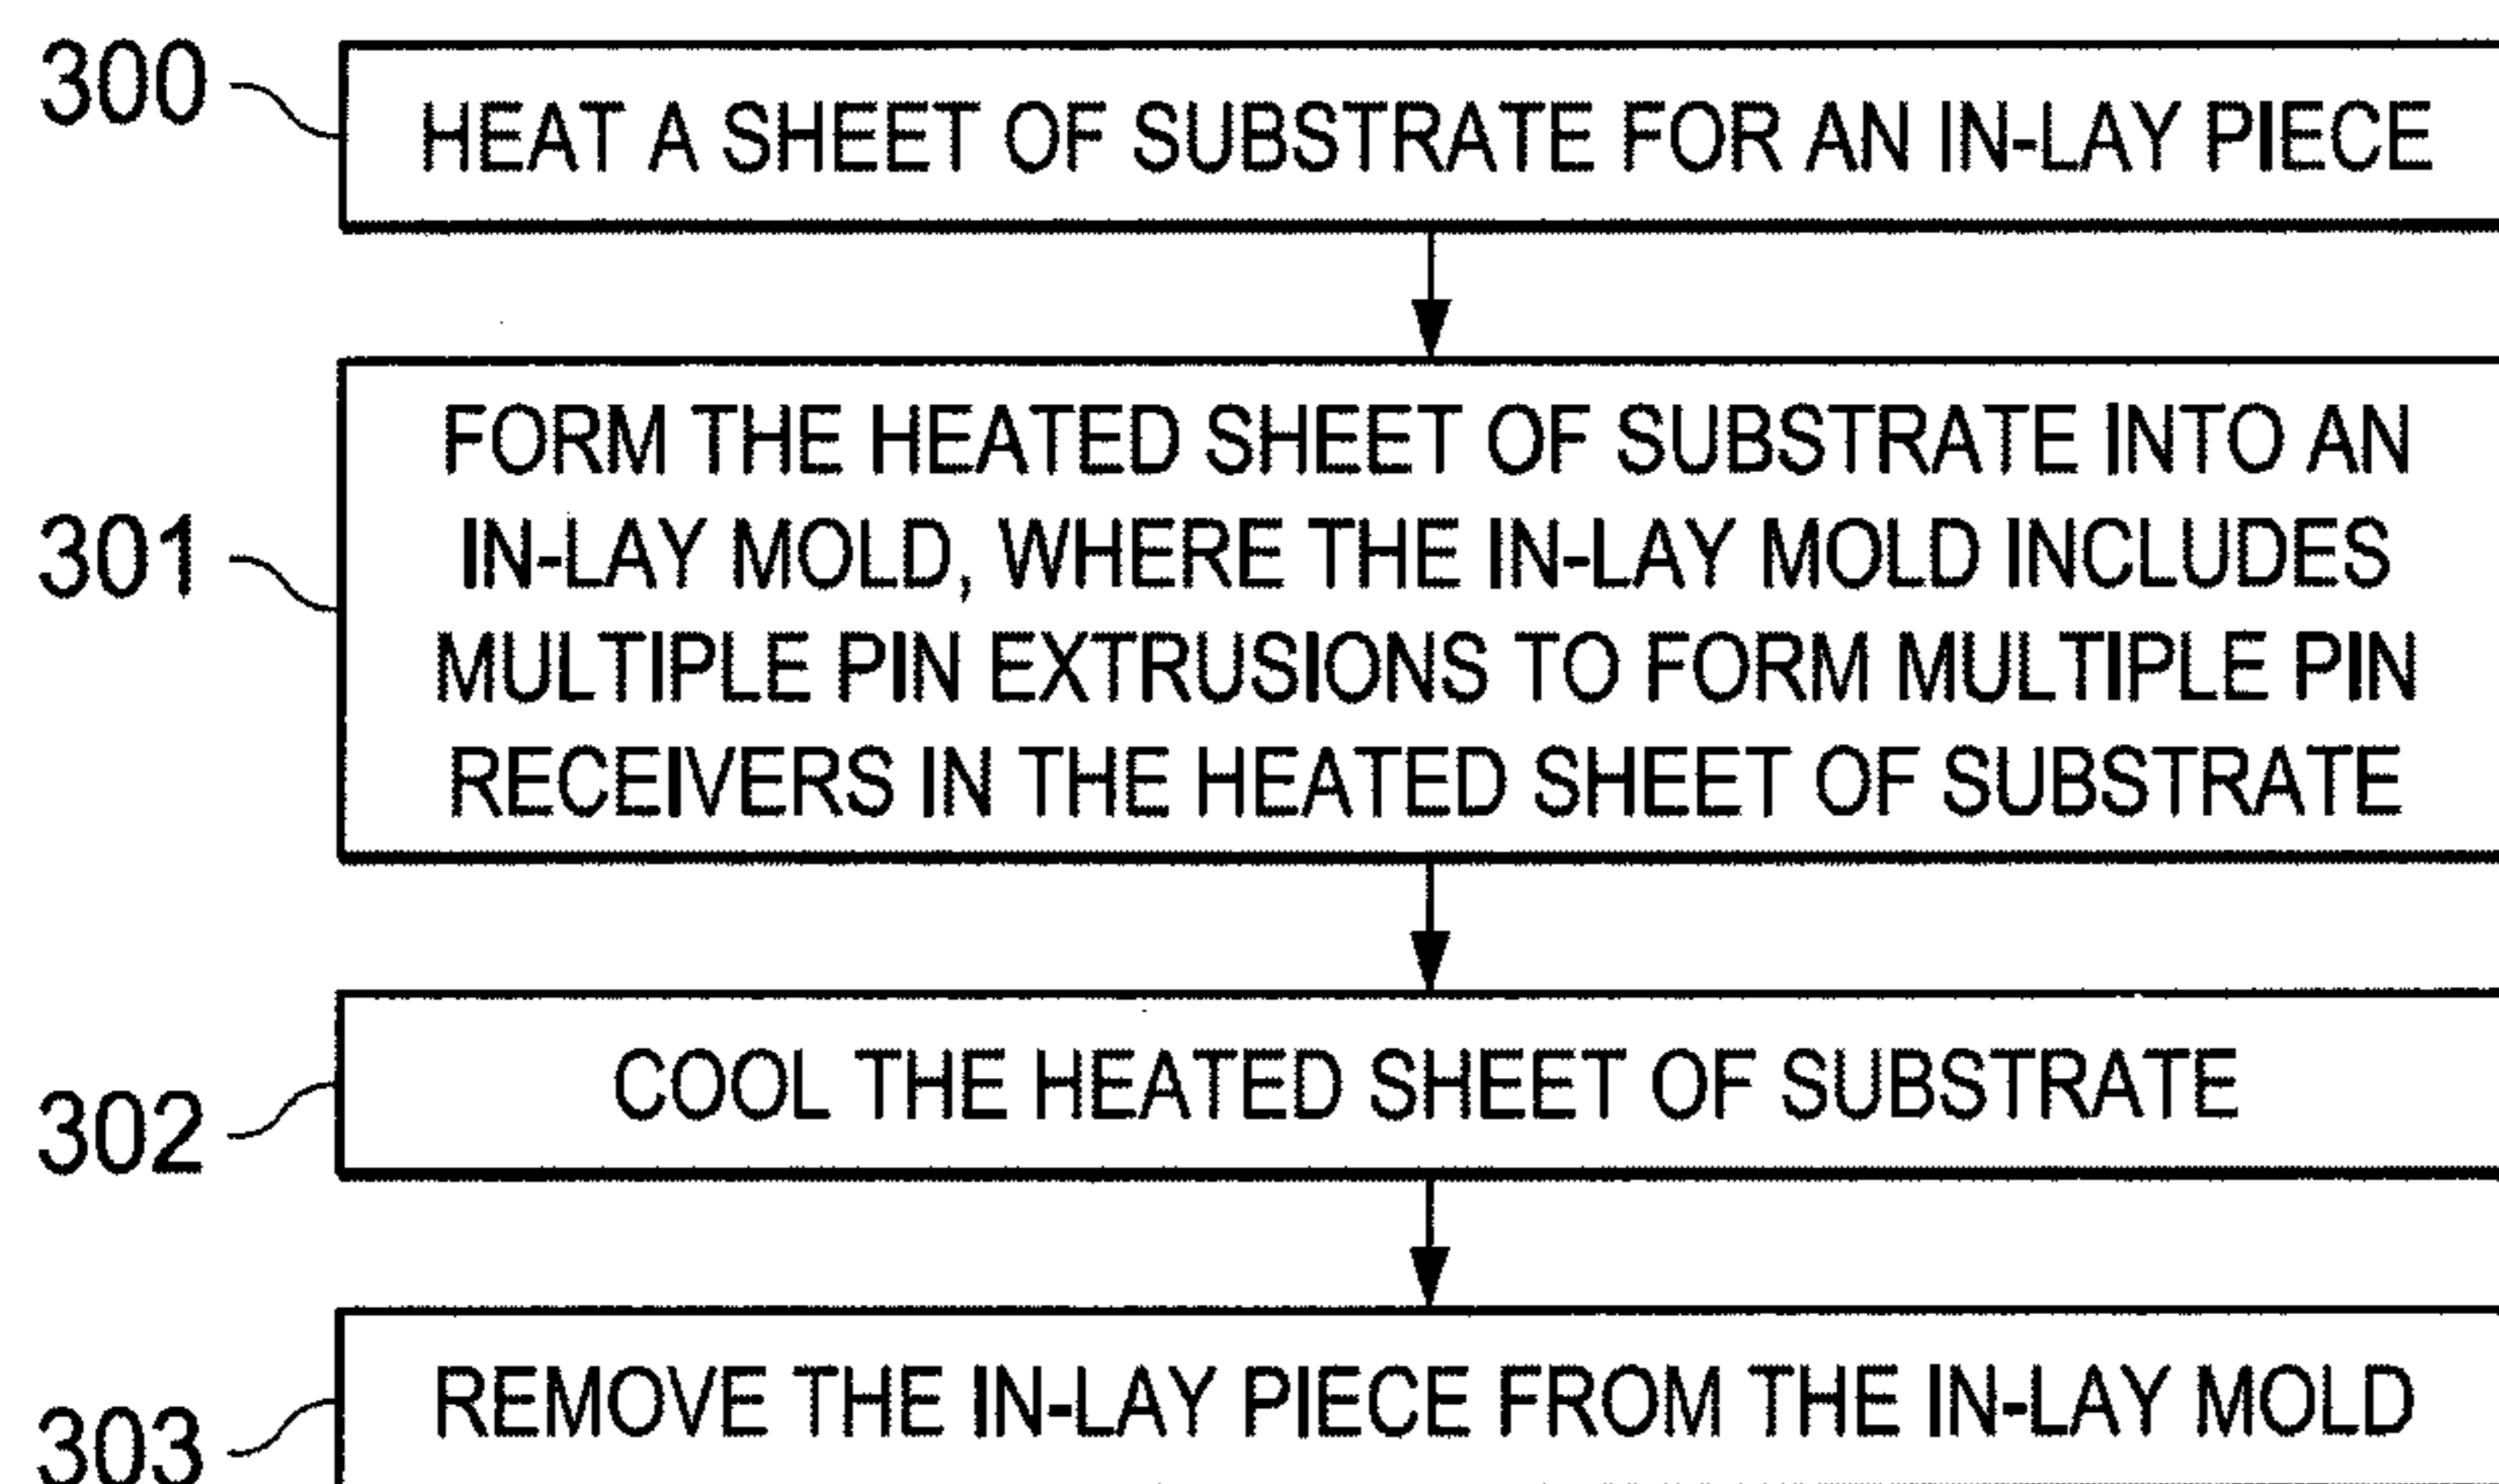 300
HEAT A SHEET OF SUBSTRATE FOR AN IN-LAY PIECE
301
FORM THE HEATED SHEET OF SUBSTRATE INTO AN
IN-LAY MOLD, WHERE THE IN-LAY MOLD INCLUDES
MULTIPLE PIN EXTRUSIONS TO FORM MULTIPLE PIN
RECEIVERS IN THE HEATED SHEET OF SUBSTRATE
302
COOL THE HEATED SHEET OF SUBSTRATE
303
REMOVE THE IN-LAY PIECE FROM THE IN-LAY MOLD